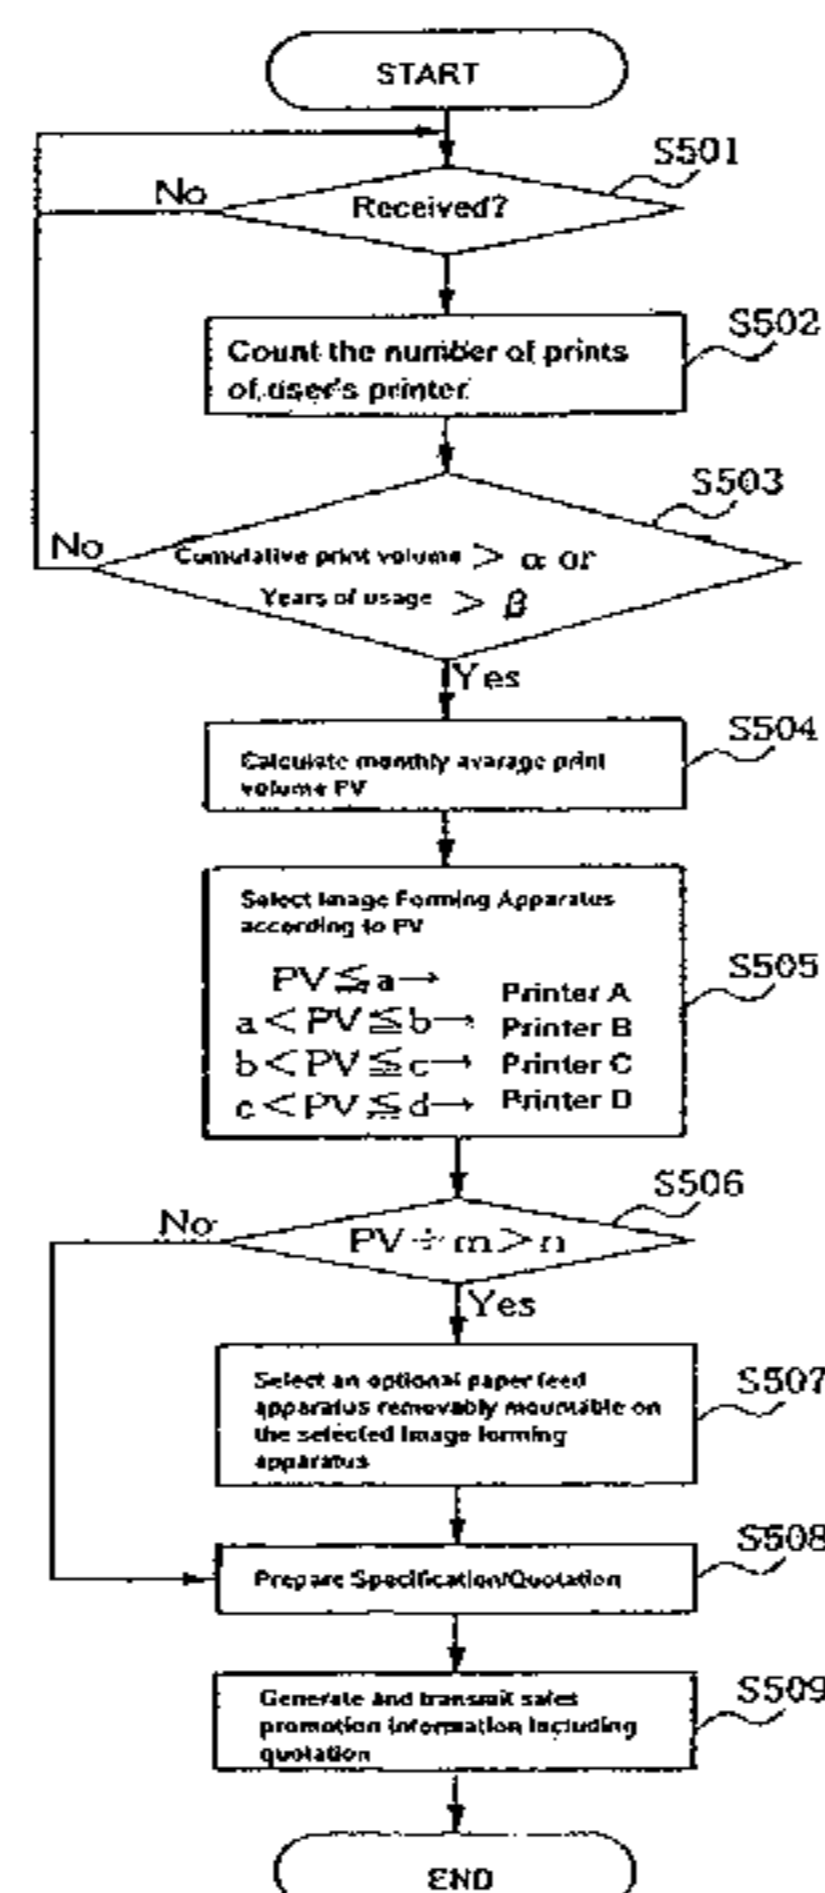 START
S501
No
Received?
S502
Count the number of prints
of user's printer
S503
No
Cumulative print volume > α or
Years of usage > β
Yes
S504
Calculate monthly avarage print
volume PV
Select Image Forming Apparatus
according to PV
S505
PV ≦ a→ Printer A
a < PV ≦ b→ Printer B
b < PV ≦ c→ Printer C
c < PV ≦ d→ Printer D
S506
No
PV ÷ m > n
Yes
S507
Select an optional paper feed
apparatus removably mountable on
the selected image forming
apparatus
S508
Prepare Specification/Quotation
S509
Generate and transmit sales
promotion information including
quotation
END